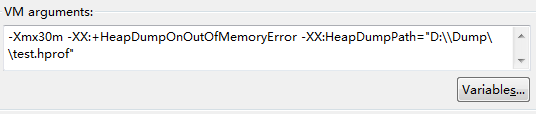 VM arguments:
-Xmx30m -XX:+HeapDumpOnOutOfMemoryError -XX:HeapDumpPath="D:\\Dump\
\test.hprof"
Variables...